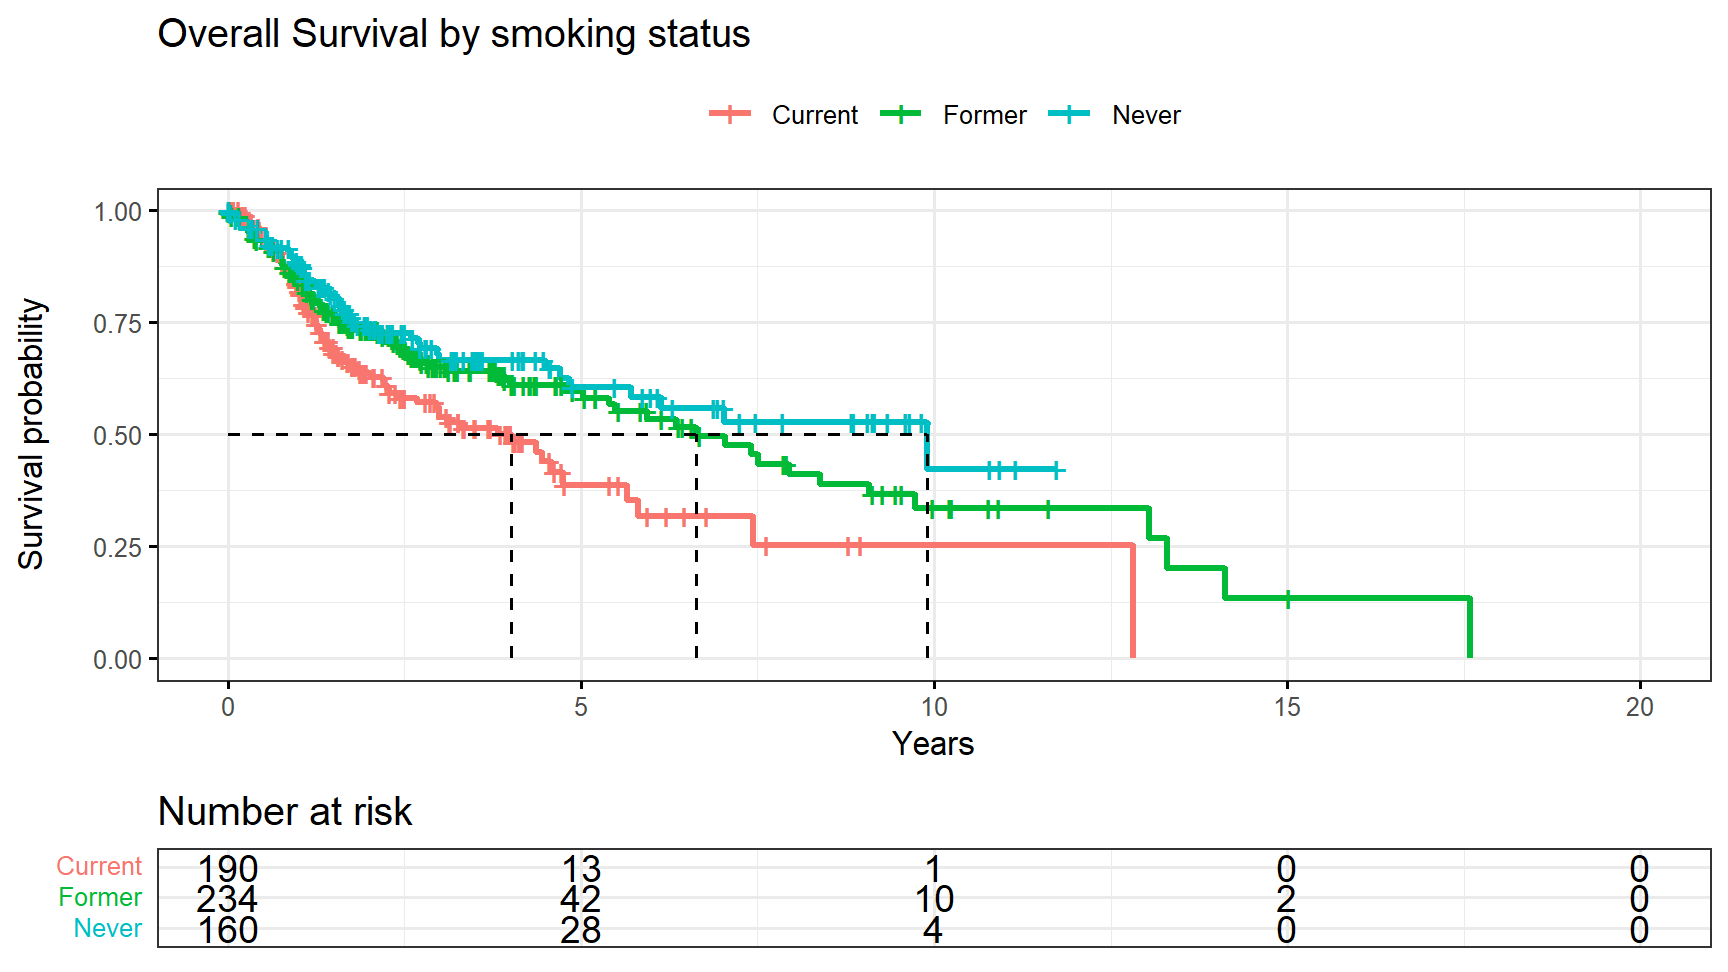 Overall Survival by smoking status
Current Former Never
Survival probability
1.00
0.75
0.50
0.25
0.00
0 5 10 15 20
Years
Number at risk
Current 190 13 1 0 0
Former 234 42 10 2 0
Never 160 28 4 0 0